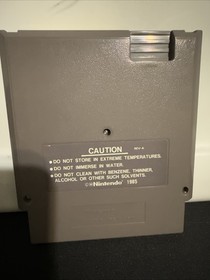 CAUTION
• DO NOT STORE IN EXTREME TEMPERATURES.
• DO NOT IMMERSE IN WATER.
• DO NOT CLEAN WITH BENZENE, THINNER,
ALCOHOL OR OTHER SUCH SOLVENTS.
©®Nintendo® 1985